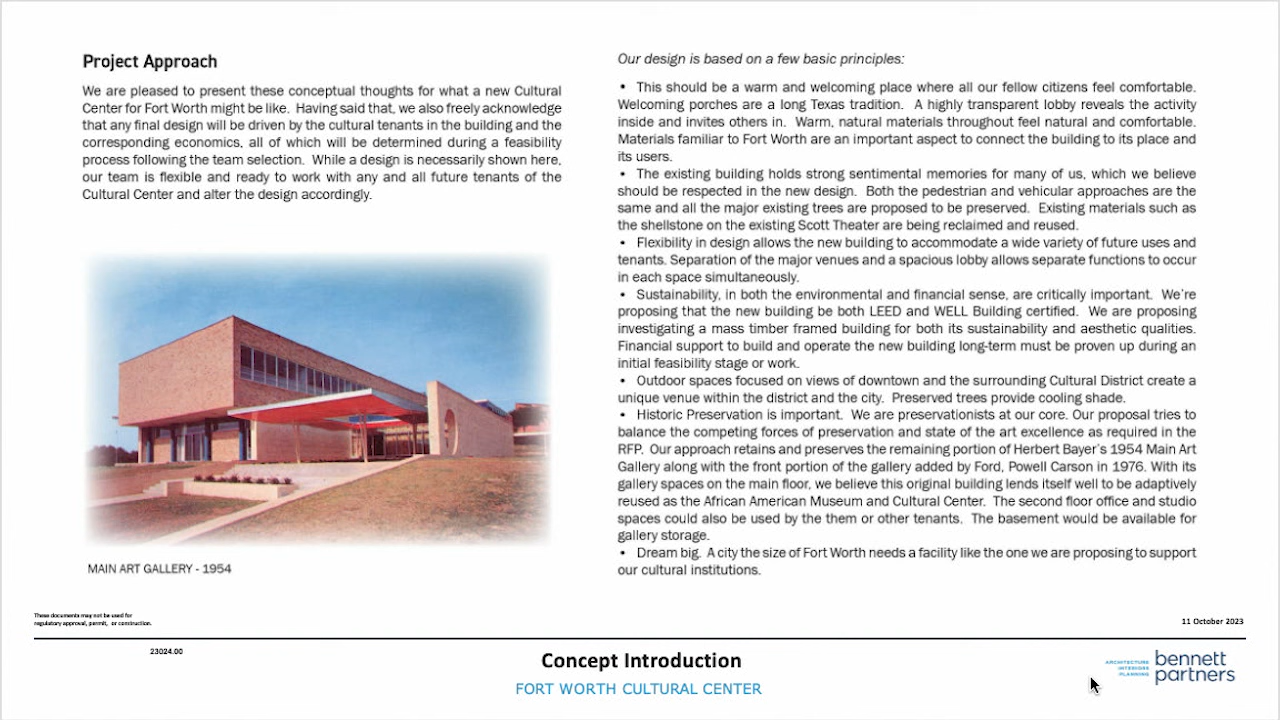 Project Approach
We are pleased to present these conceptual thoughts for what a new Cultural
Center for Fort Worth might be like. Having said that, we also freely acknowledge
that any final design will be driven by the cultural tenants in the building and the
corresponding economics, all of which will be determined during a feasibility
process following the team selection. While a design is necessarily shown here,
our team is flexible and ready to work with any and all future tenants of the
Cultural Center and alter the design accordingly.
MAIN ART GALLERY - 1954
Our design is based on a few basic principles:
• This should be a warm and welcoming place where all our fellow citizens feel comfortable.
Welcoming porches are a long Texas tradition. A highly transparent lobby reveals the activity
inside and invites others in. Warm, natural materials throughout feel natural and comfortable.
Materials familiar to Fort Worth are an important aspect to connect the building to its place and
its users.
• The existing building holds strong sentimental memories for many of us, which we believe
should be respected in the new design. Both the pedestrian and vehicular approaches are the
same and all the major existing trees are proposed to be preserved. Existing materials such as
the shellstone on the existing Scott Theater are being reclaimed and reused.
• Flexibility in design allows the new building to accommodate a wide variety of future uses and
tenants. Separation of the major venues and a spacious lobby allows separate functions to occur
in each space simultaneously.
• Sustainability, in both the environmental and financial sense, are critically important. We're
proposing that the new building be both LEED and WELL Building certified. We are proposing
investigating a mass timber framed building for both its sustainability and aesthetic qualities.
Financial support to build and operate the new building long-term must be proven up during an
initial feasibility stage or work.
• Outdoor spaces focused on views of downtown and the surrounding Cultural District create a
unique venue within the district and the city. Preserved trees provide cooling shade.
• Historic Preservation is important. We are preservationists at our core. Our proposal tries to
balance the competing forces of preservation and state of the art excellence as required in the
RFP. Our approach retains and preserves the remaining portion of Herbert Bayer's 1954 Main Art
Gallery along with the front portion of the gallery added by Ford, Powell Carson in 1976. With its
gallery spaces on the main floor, we believe this original building lends itself well to be adaptively
reused as the African American Museum and Cultural Center. The second floor office and studio
spaces could also be used by the them or other tenants. The basement would be available for
gallery storage.
• Dream big. A city the size of Fort Worth needs a facility like the one we are proposing to support
our cultural institutions.
These documents may not be used for
regulatory approval, permit, or construction.
11 October 2023
23024.00
Concept Introduction
FORT WORTH CULTURAL CENTER
ARCHITECTURE
INTERIORS
PLANNING
bennett
partners